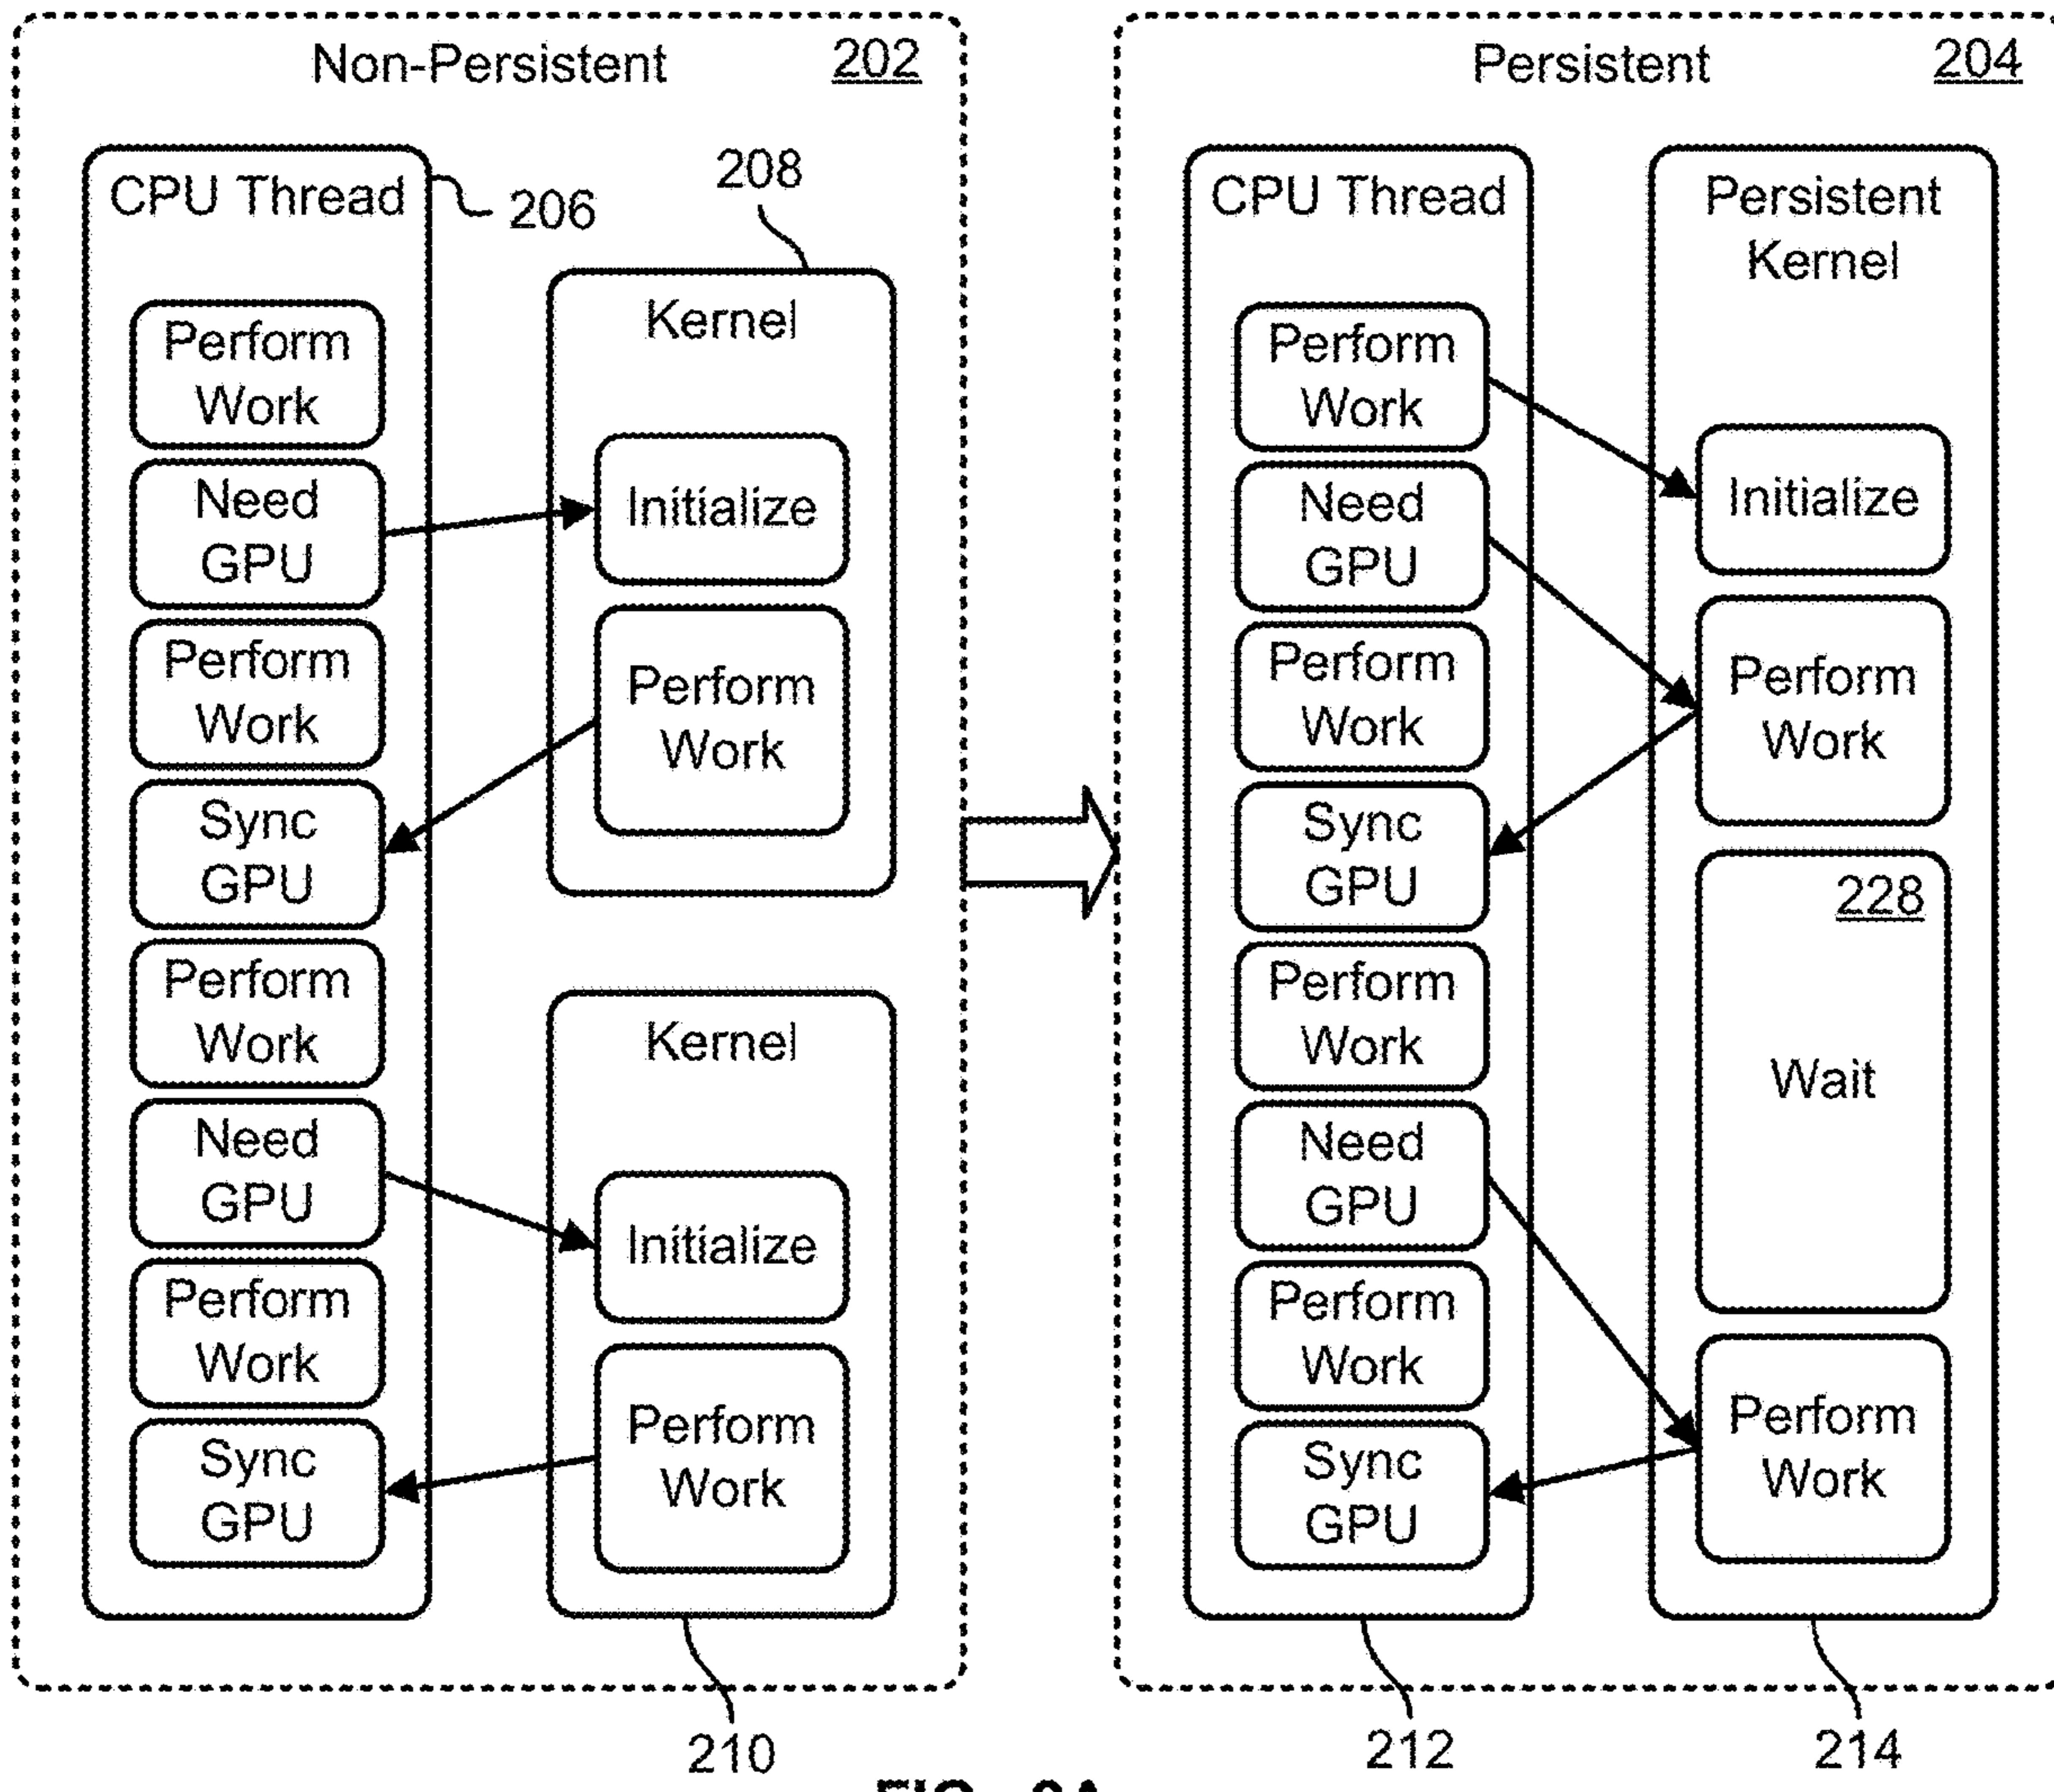 Non-Persistent 202
CPU Thread
206
208
Perform
Work
Need
GPU
Perform
Work
Sync
GPU
Perform
Work
Need
GPU
Perform
Work
Sync
GPU
Kernel
Initialize
Perform
Work
Kernel
Initialize
Perform
Work
210
Persistent 204
CPU Thread
Perform
Work
Need
GPU
Perform
Work
Sync
GPU
Perform
Work
Need
GPU
Perform
Work
Sync
GPU
Persistent
Kernel
Initialize
Perform
Work
228
Wait
Perform
Work
212
214